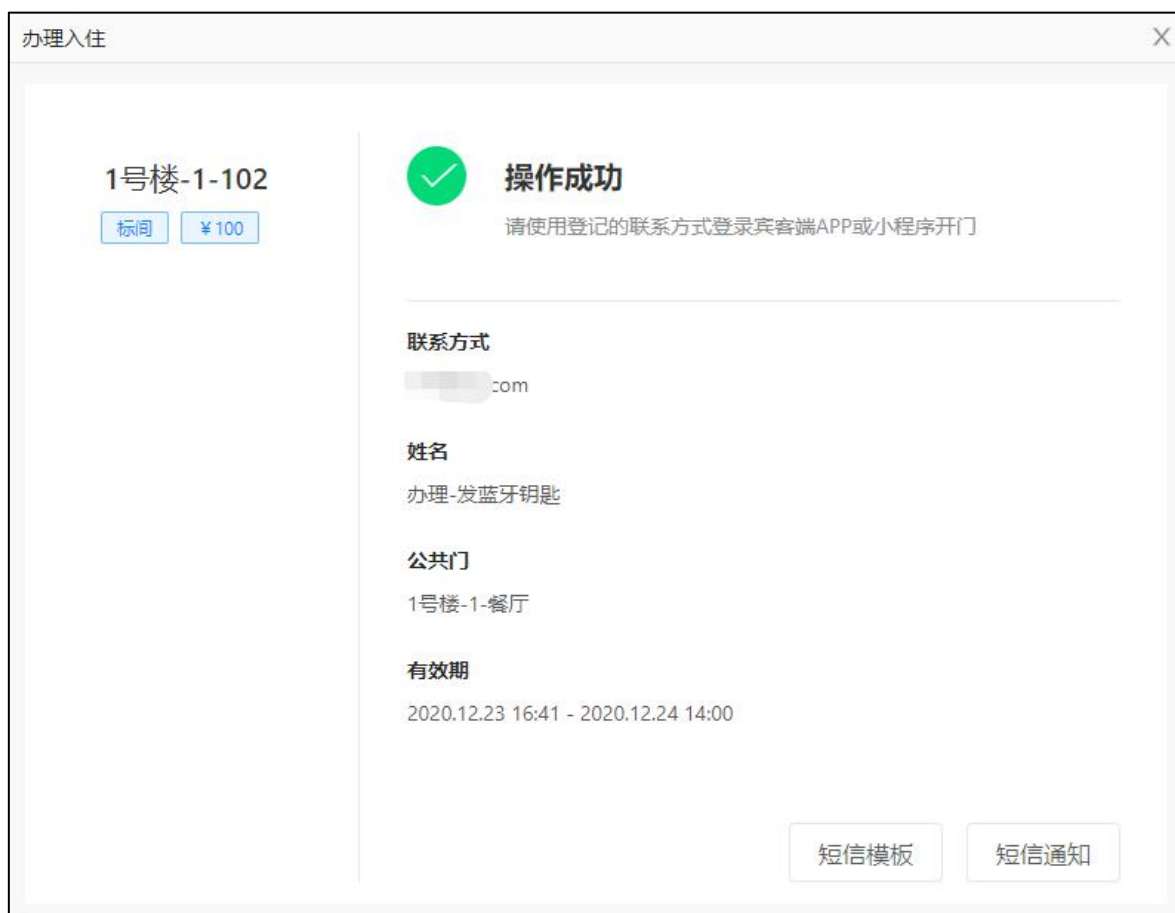 办理入住
X
1号楼-1-102
标间 ¥100
操作成功
请使用登记的联系方式登录宾客端APP或小程序开门
联系方式
com
姓名
办理-发蓝牙钥匙
公共门
1号楼-1-餐厅
有效期
2020.12.23 16:41 - 2020.12.24 14:00
短信模板 短信通知